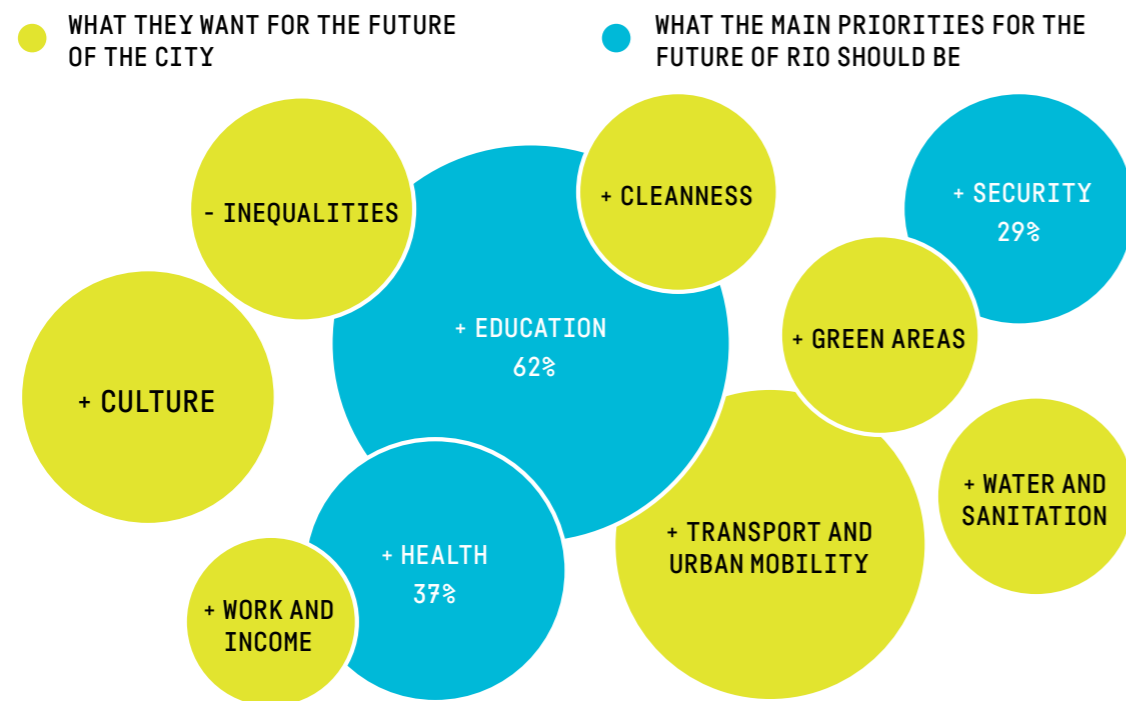 WHAT THEY WANT FOR THE FUTURE
OF THE CITY
WHAT THE MAIN PRIORITIES FOR THE
FUTURE OF RIO SHOULD BE
- INEQUALITIES
+ CLEANNESS
+ SECURITY
29%
+ EDUCATION
62%
+ GREEN AREAS
+ CULTURE
+ WATER AND
SANITATION
+ TRANSPORT AND
URBAN MOBILITY
+ HEALTH
37%
+ WORK AND
INCOME